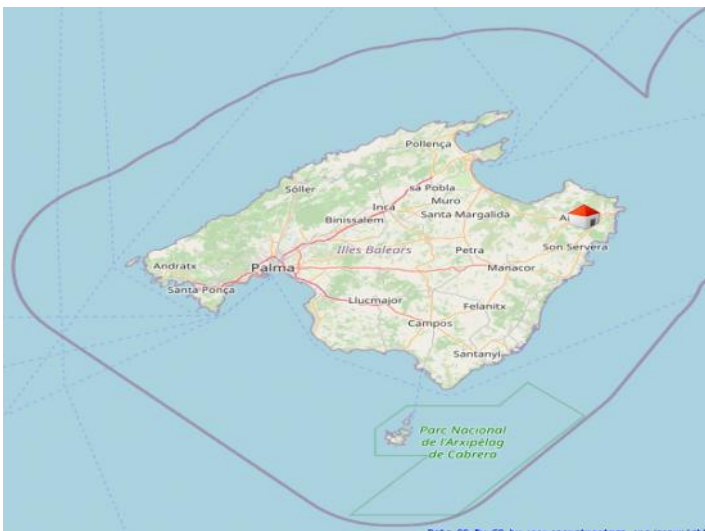 Pollença
Sóller
sa Pobla
Inca
Muro
Binissalem
Santa Margalida
Illes Balears
Petra
Son Servera
Andratx
Palma
Manacor
Santa Ponça
Llucmajor
Felanitx
Campos
Santanyí
Parc Nacional
de l'Arxipèlag
de Cabrera